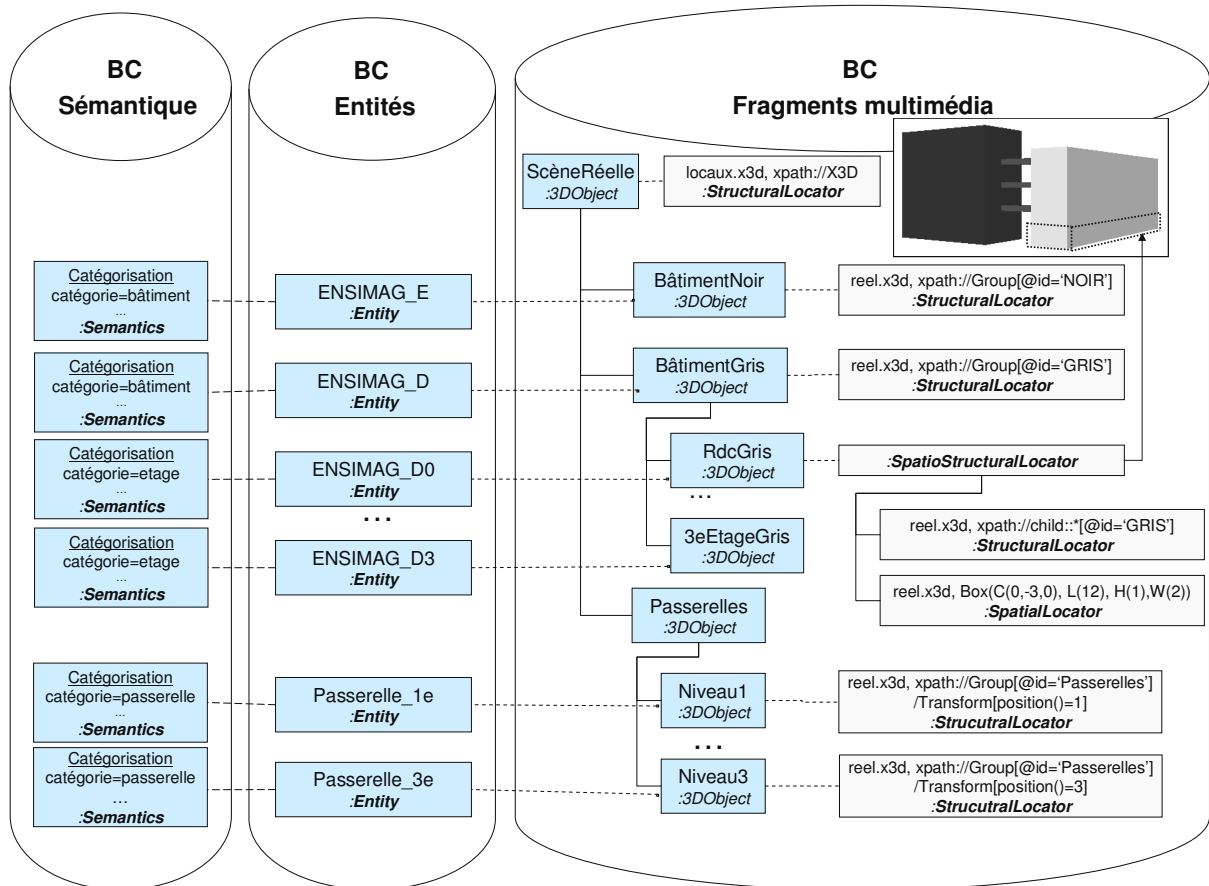 BC
Sémantique
BC
Entités
BC
Fragments multimédia
ScèneRéelle
:3DObject
locaux.x3d, xpath://X3D
:StructuralLocator
Catégorisation
catégorie=bâtiment
...
:Semantics
ENSIMAG_E
:Entity
BâtimentNoir
:3DObject
reel.x3d, xpath://Group[@id=‘NOIR’]
:StructuralLocator
Catégorisation
catégorie=bâtiment
...
:Semantics
ENSIMAG_D
:Entity
BâtimentGris
:3DObject
reel.x3d, xpath://Group[@id=‘GRIS’]
:StructuralLocator
Catégorisation
catégorie=etage
...
:Semantics
ENSIMAG_D0
:Entity
...
RdcGris
:3DObject
...
:SpatioStructuralLocator
reel.x3d, xpath://child::*[@id=‘GRIS’]
:StructuralLocator
reel.x3d, Box(C(0,-3,0), L(12), H(1),W(2))
:SpatialLocator
Catégorisation
catégorie=etage
...
:Semantics
ENSIMAG_D3
:Entity
3eEtageGris
:3DObject
Passerelles
:3DObject
Catégorisation
catégorie=passerelle
...
:Semantics
Passerelle_1e
:Entity
Niveau1
:3DObject
...
reel.x3d, xpath://Group[@id=‘Passerelles’]
/Transform[position()=1]
:StrucutralLocator
Catégorisation
catégorie=passerelle
...
:Semantics
Passerelle_3e
:Entity
Niveau3
:3DObject
reel.x3d, xpath://Group[@id=‘Passerelles’]
/Transform[position()=3]
:StrucutralLocator